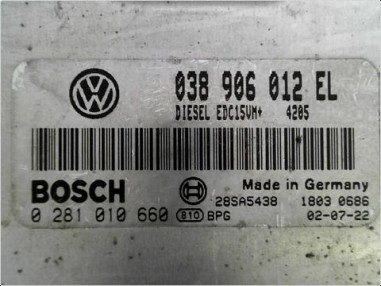 038 906 012 EL
DIESEL EDC15VM+ 4205
BOSCH
Made in Germany
28SA5438 1803 0686
0 281 010 660 810 BPG 02-07-22